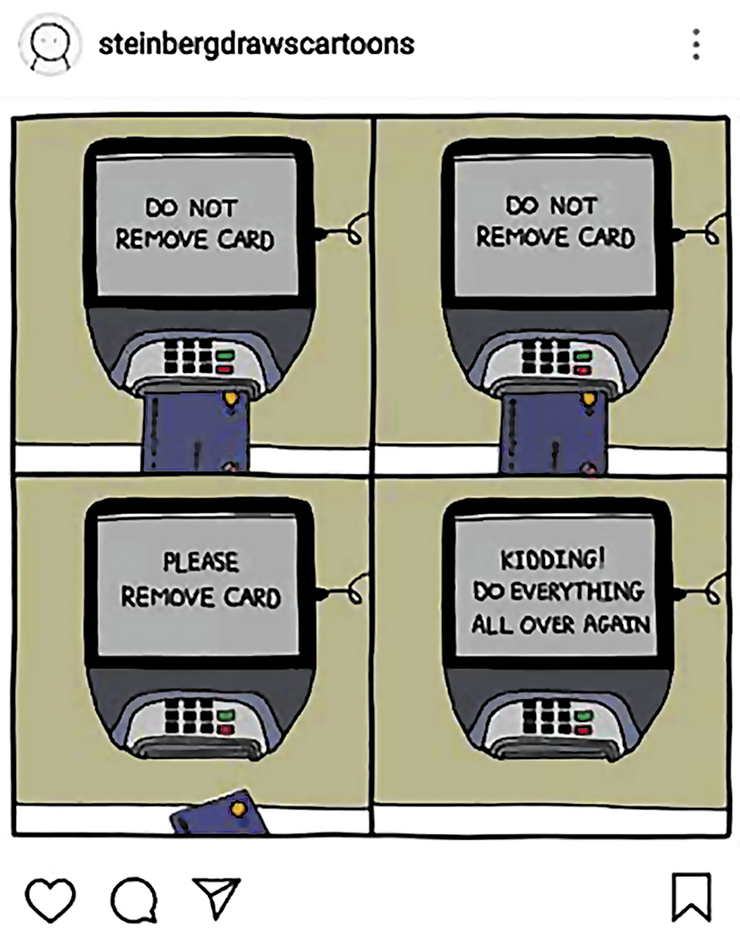 steinbergdrawscartoons
DO NOT
REMOVE CARD
DO NOT
REMOVE CARD
PLEASE
REMOVE CARD
KIDDING!
DO EVERYTHING
ALL OVER AGAIN